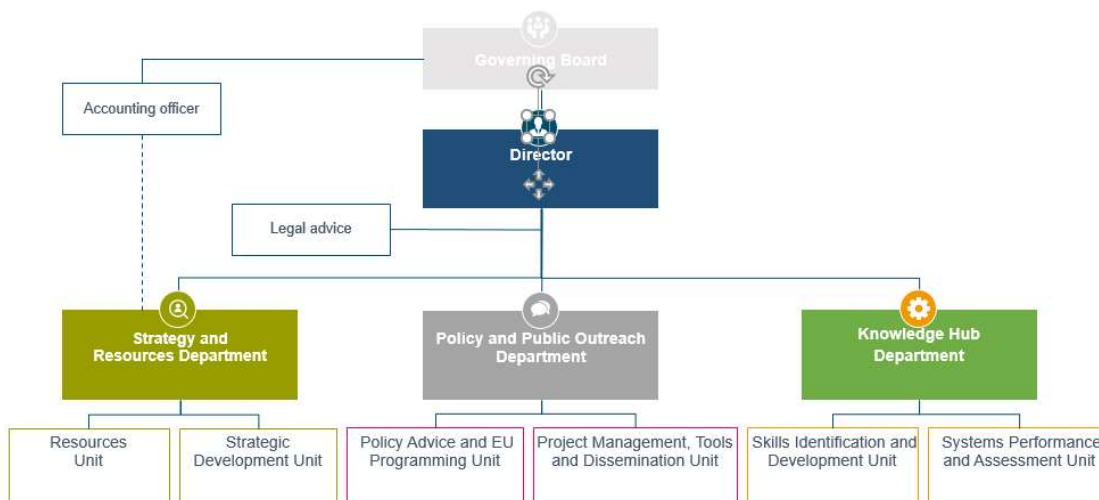 Governing Board
Accounting officer
Director
Legal advice
Strategy and
Resources Department
Policy and Public Outreach
Department
Knowledge Hub
Department
Resources
Unit
Strategic
Development Unit
Policy Advice and EU
Programming Unit
Project Management, Tools
and Dissemination Unit
Skills Identification and
Development Unit
Systems Performance
and Assessment Unit